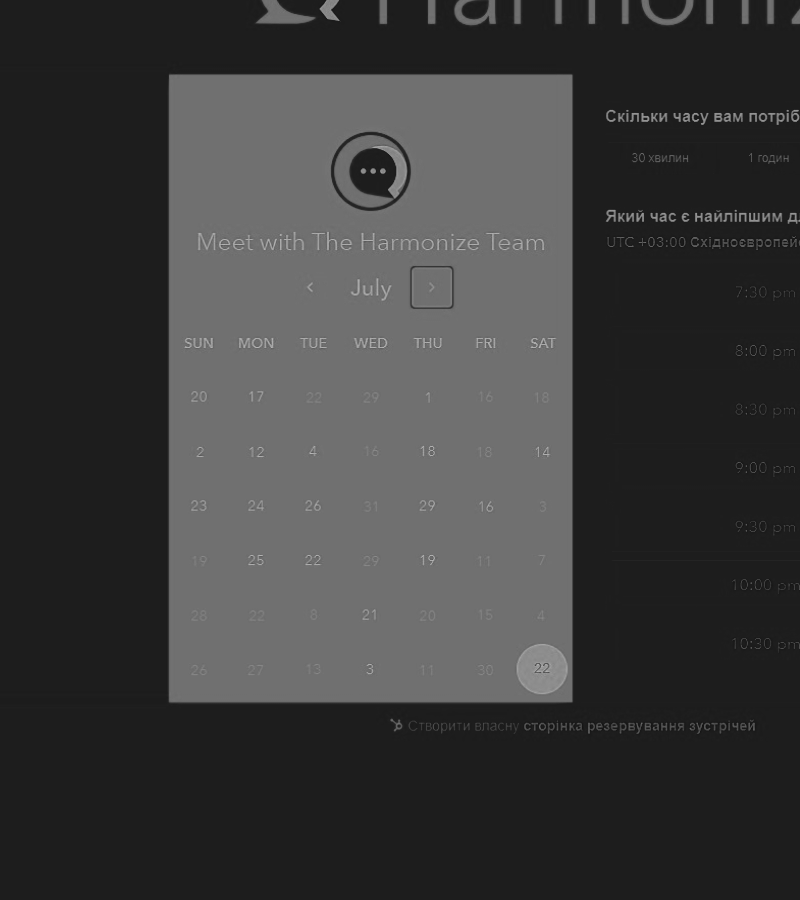 Harmoniz
Meet with The Harmonize Team
July
SUN MON TUE WED THU FRI SAT
20 17 22 29 1 16 18
2 12 4 16 18 18 14
23 24 26 31 29 16 3
19 25 22 29 19 11 7
28 22 8 21 20 15 4
26 27 13 3 11 30 22
Скільки часу вам потріб
30 хвилин 1 годин
Який час є найліпшим д
UTC +03:00 Східноєвропей
7:30 pm
8:00 pm
8:30 pm
9:00 pm
9:30 pm
10:00 pm
10:30 pm
Створити впасну сторінка резервування зустрічей